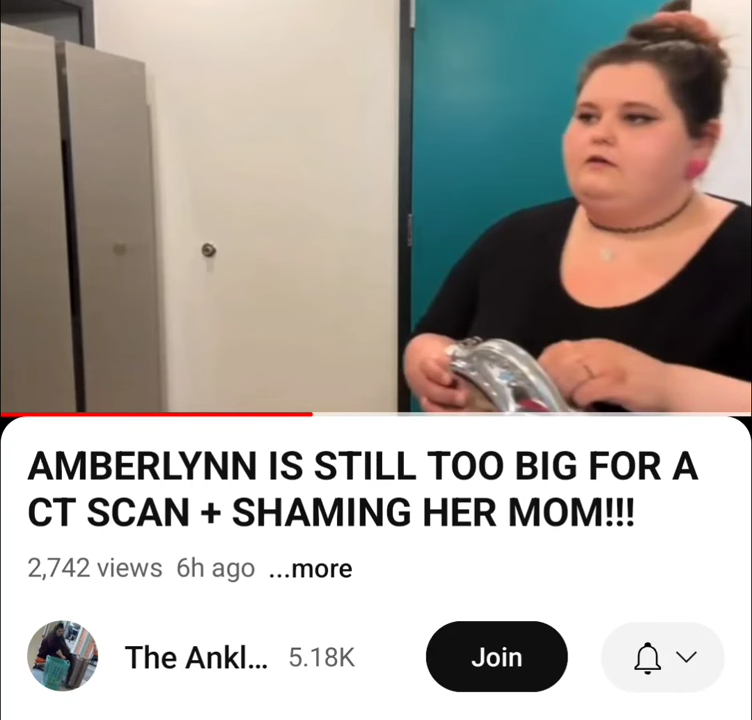 AMBERLYNN IS STILL TOO BIG FOR A
CT SCAN + SHAMING HER MOM!!!
2,742 views 6h ago ...more
The Ankl... 5.18K Join